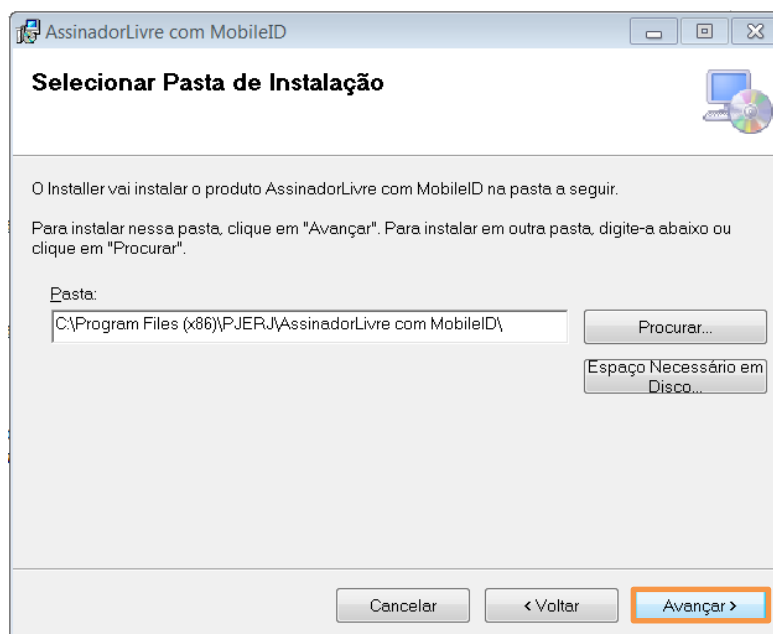 AssinadorLivre com MobileID
Selecionar Pasta de Instalação
O Installer vai instalar o produto AssinadorLivre com MobileID na pasta a seguir.
Para instalar nessa pasta, clique em "Avançar". Para instalar em outra pasta, digite-a abaixo ou
clique em "Procurar".
Pasta:
C:\Program Files (x86)\PJERJ\AssinadorLivre com MobileID\
Procurar...
Espaço Necessário em
Disco...
Cancelar
< Voltar
Avançar >